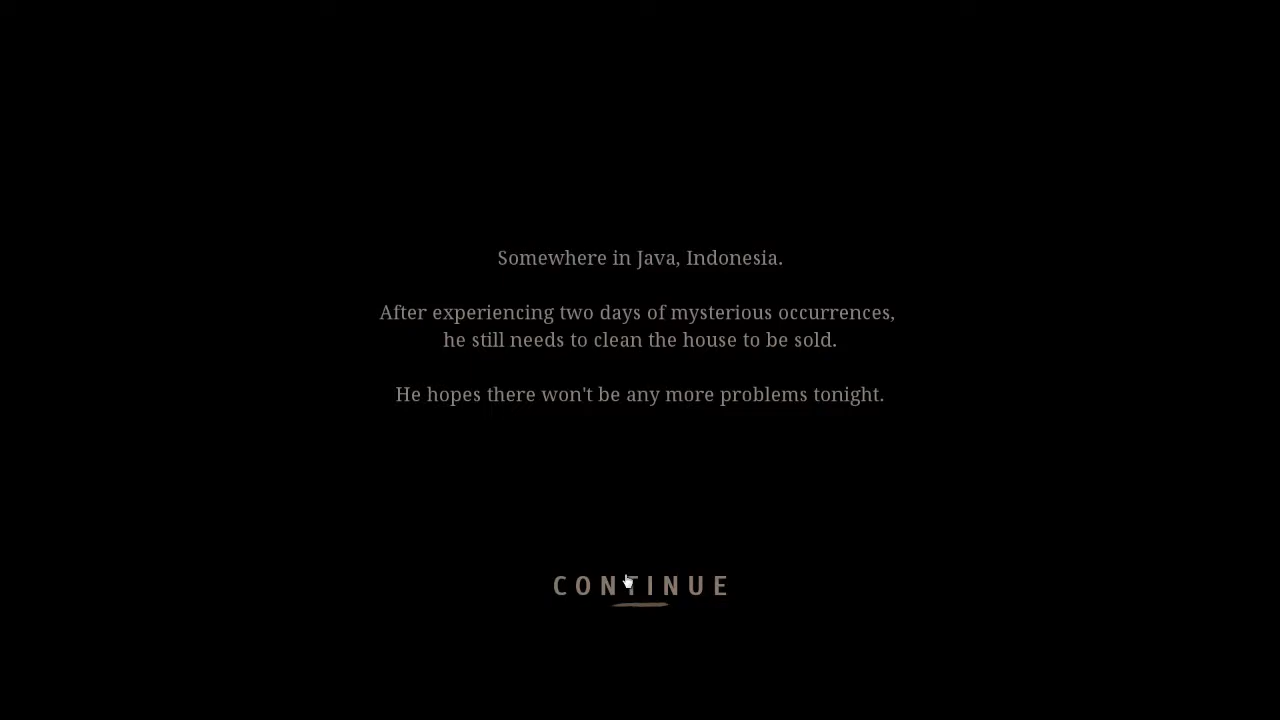 Somewhere in Java, Indonesia.
After experiencing two days of mysterious occurrences,
he still needs to clean the house to be sold.
He hopes there won't be any more problems tonight.
CONTINUE